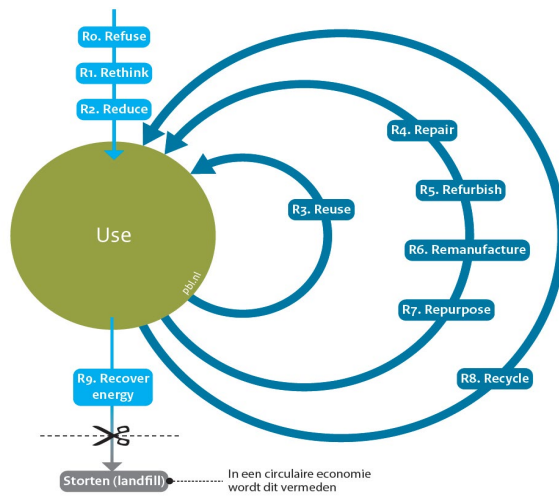 R0. Refuse
R1. Rethink
R2. Reduce
R4. Repair
R5. Refurbish
R3. Reuse
Use
R6. Remanufacture
pbl.nl
R7. Repurpose
R9. Recover
energy
R8. Recycle
Storten (landfill)
In een circulaire economie
wordt dit vermeden